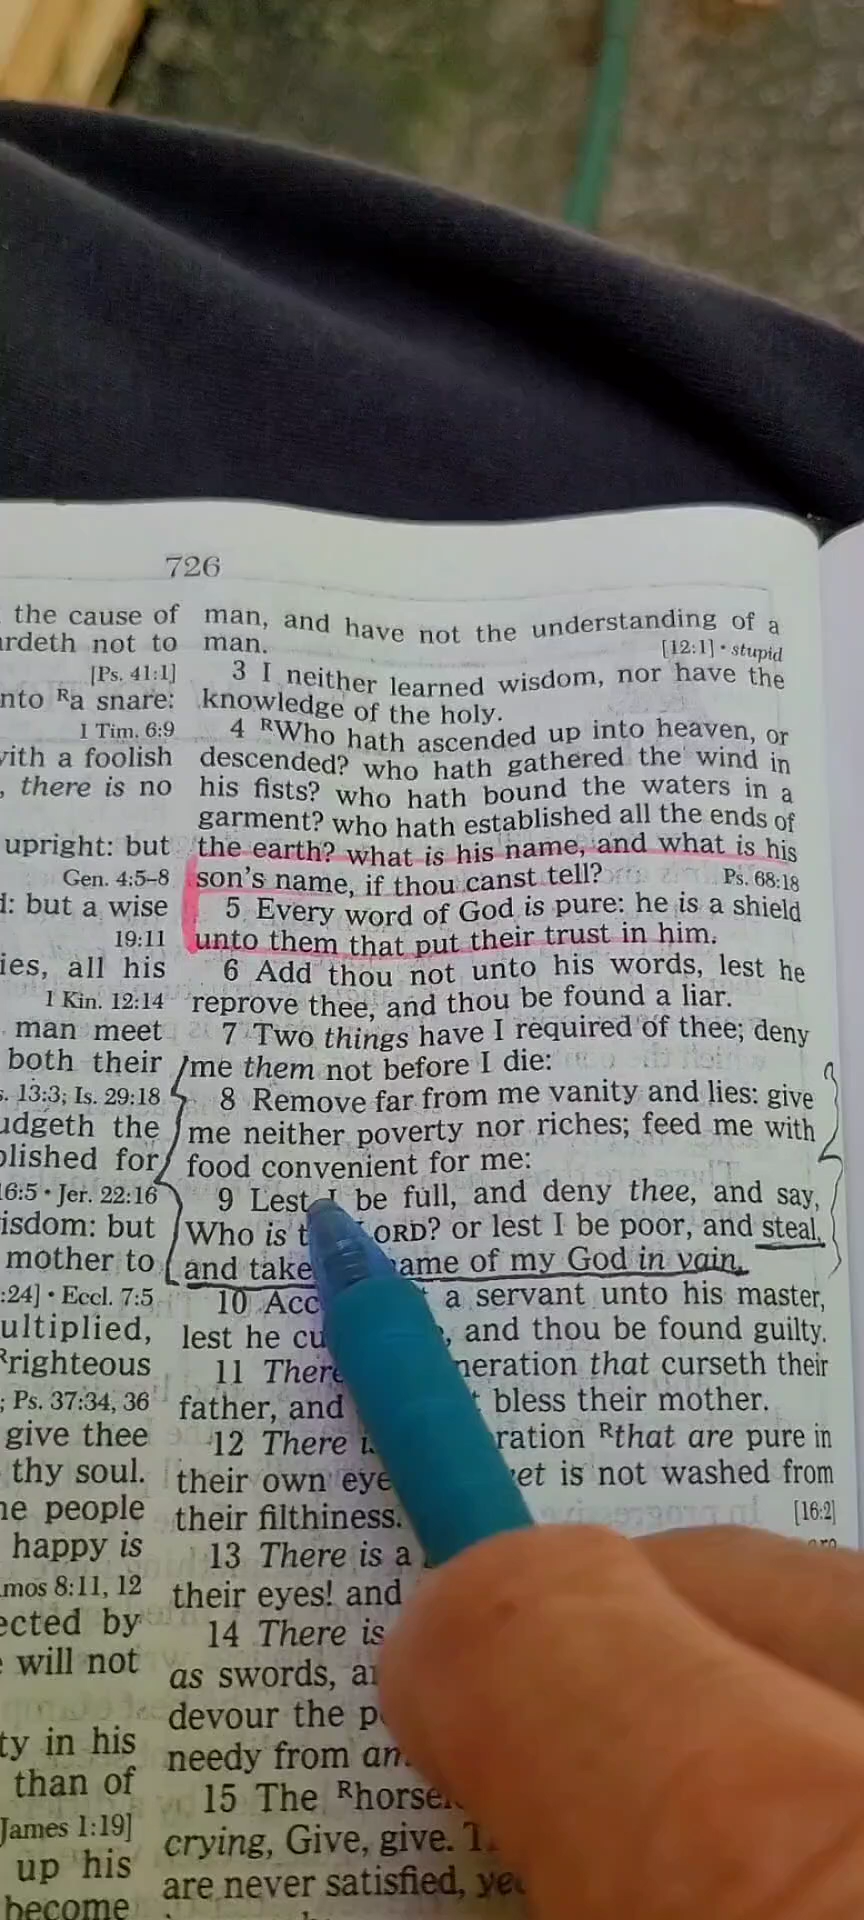 726
the cause of
ardeth not to
[Ps. 41:1]
nto ᴿa snare:
1 Tim. 6:9
with a foolish
, there is no
upright: but
Gen. 4:5–8
d: but a wise
19:11
ies, all his
1 Kin. 12:14
man meet
both their
s. 13:3; Is. 29:18
udgeth the
blished for
16:5 · Jer. 22:16
isdom: but
mother to
:24] · Eccl. 7:5
ultiplied,
ᴿrighteous
; Ps. 37:34, 36
give thee
thy soul.
he people
happy is
mos 8:11, 12
ected by
will not
ty in his
than of
James 1:19]
up his
become
man, and have not the understanding of a
man.
[12:1] · stupid
3 I neither learned wisdom, nor have the
knowledge of the holy.
4 ᴿWho hath ascended up into heaven, or
descended? who hath gathered the wind in
his fists? who hath bound the waters in a
garment? who hath established all the ends of
the earth? what is his name, and what is his
son's name, if thou canst tell?
Ps. 68:18
5 Every word of God is pure: he is a shield
unto them that put their trust in him.
6 Add thou not unto his words, lest he
reprove thee, and thou be found a liar.
7 Two things have I required of thee; deny
me them not before I die:
8 Remove far from me vanity and lies: give
me neither poverty nor riches; feed me with
food convenient for me:
9 Lest I be full, and deny thee, and say,
Who is t LORD? or lest I be poor, and steal,
and take ame of my God in vain.
10 Acc a servant unto his master,
lest he cu , and thou be found guilty.
11 There neration that curseth their
father, and t bless their mother.
12 There i ration ᴿthat are pure in
their own eye yet is not washed from
their filthiness.
[16:2]
13 There is a
their eyes! and
14 There is
as swords, a
devour the p
needy from
15 The ᴿhorsel
crying, Give, give. T
are never satisfied, ye